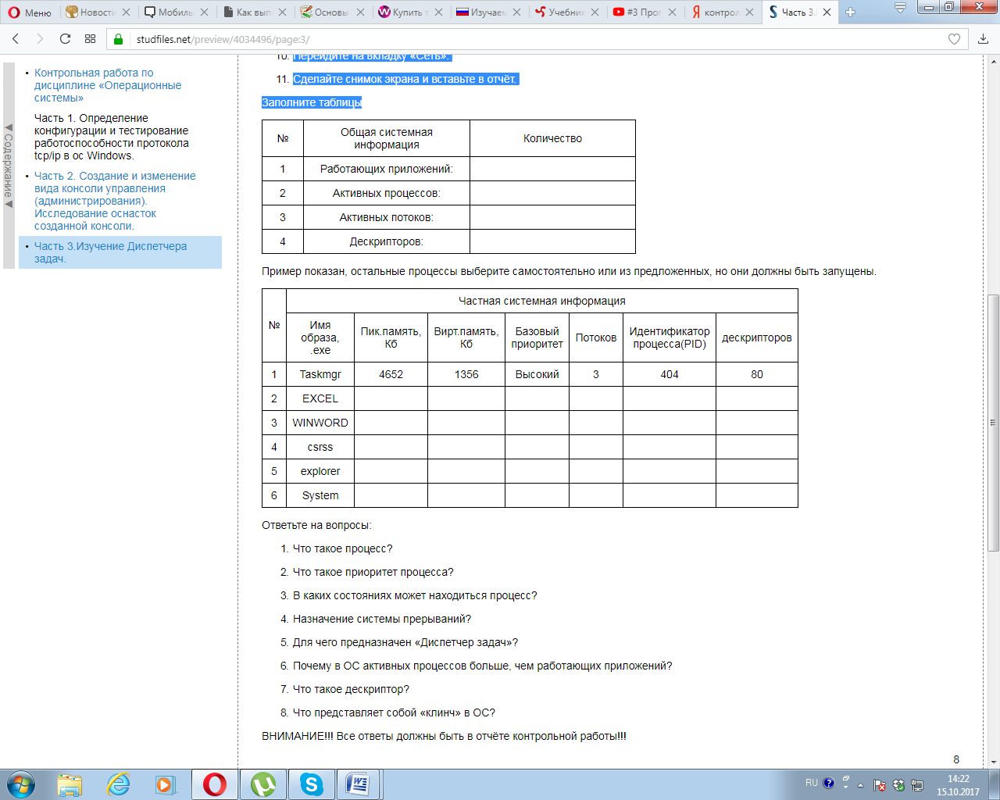 Меню
Новости
Мобиль
Как вып
Основы
Купить т
Изучаем
Учебник
#3 Прог
контрол
Часть 3.
studfiles.net/preview/4034496/page:3/
Содержание
Контрольная работа по
дисциплине «Операционные
системы»
Часть 1. Определение
конфигурации и тестирование
работоспособности протокола
tcp/ip в ос Windows.
Часть 2. Создание и изменение
вида консоли управления
(администрирования).
Исследование оснасток
созданной консоли.
Часть 3.Изучение Диспетчера
задач.
10. Перейдите на вкладку «Сеть».
11. Сделайте снимок экрана и вставьте в отчёт.
Заполните таблицы
№ Общая системная информация Количество
1 Работающих приложений:
2 Активных процессов:
3 Активных потоков:
4 Дескрипторов:
Пример показан, остальные процессы выберите самостоятельно или из предложенных, но они должны быть запущены.
№ Частная системная информация
Имя образа, .exe Пик.память, Кб Вирт.память, Кб Базовый приоритет Потоков Идентификатор процесса(PID) дескрипторов
1 Taskmgr 4652 1356 Высокий 3 404 80
2 EXCEL
3 WINWORD
4 csrss
5 explorer
6 System
Ответьте на вопросы:
1. Что такое процесс?
2. Что такое приоритет процесса?
3. В каких состояниях может находиться процесс?
4. Назначение системы прерываний?
5. Для чего предназначен «Диспетчер задач»?
6. Почему в ОС активных процессов больше, чем работающих приложений?
7. Что такое дескриптор?
8. Что представляет собой «клинч» в ОС?
ВНИМАНИЕ!!! Все ответы должны быть в отчёте контрольной работы!!!
8
RU
14:22
15.10.2017